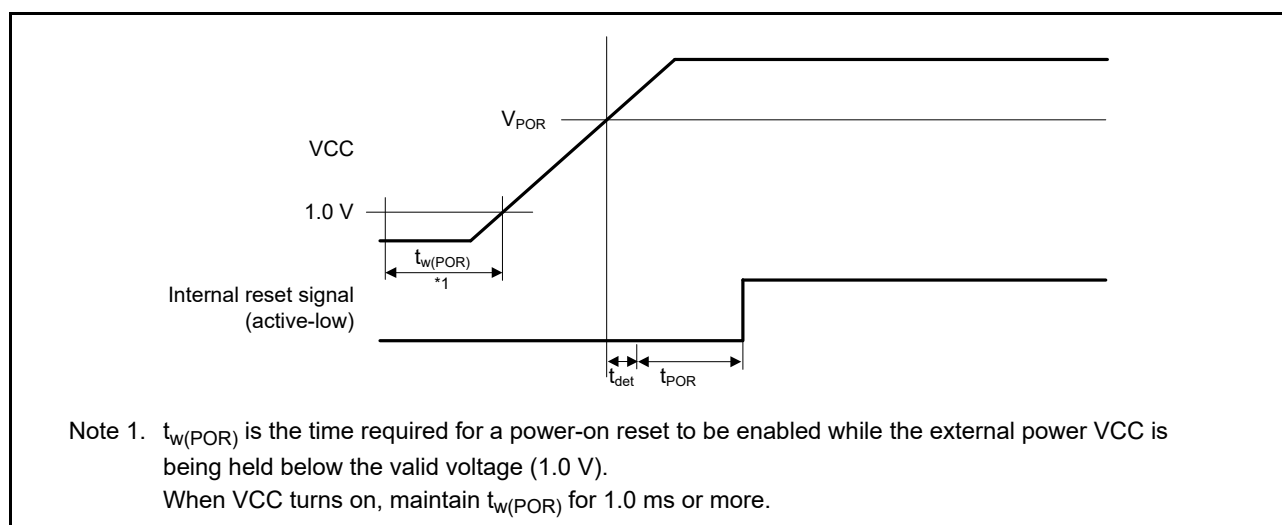 VPOR
VCC
1.0 V
tw(POR)
*1
Internal reset signal
(active-low)
tdet
tPOR
Note 1. tw(POR) is the time required for a power-on reset to be enabled while the external power VCC is
being held below the valid voltage (1.0 V).
When VCC turns on, maintain tw(POR) for 1.0 ms or more.